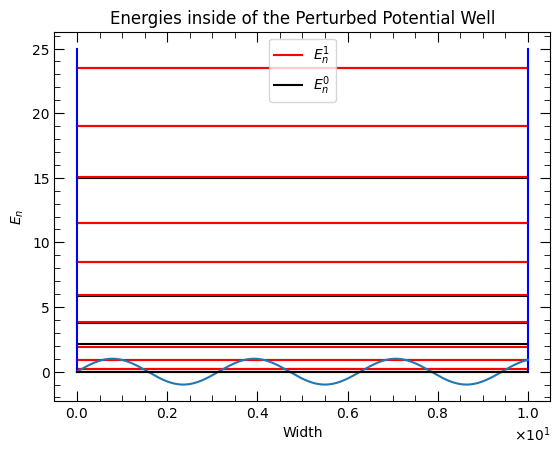 Energies inside of the Perturbed Potential Well
25
20
15
10
5
0
E_n
E_n^1
E_n^0
0.0 0.2 0.4 0.6 0.8 1.0
Width
×10^1